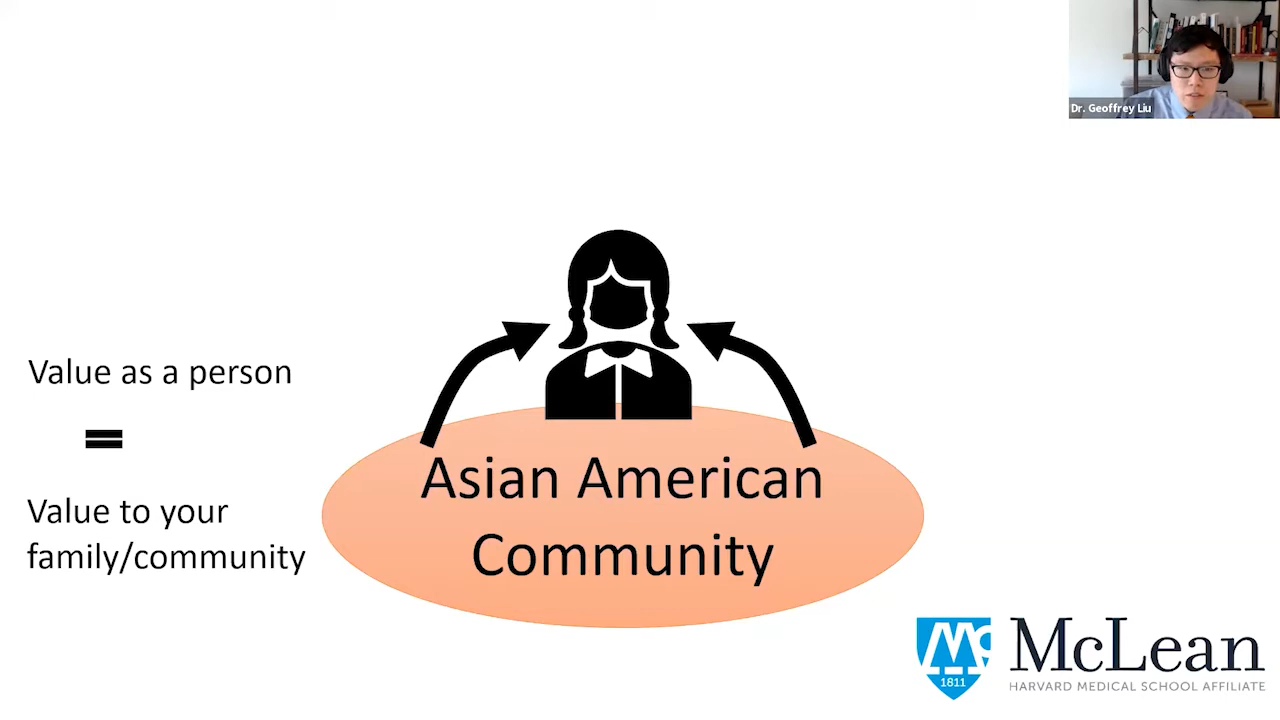 Dr. Geoffrey Liu
Value as a person
=
Value to your
family/community
Asian American
Community
1811
McLean
HARVARD MEDICAL SCHOOL AFFILIATE